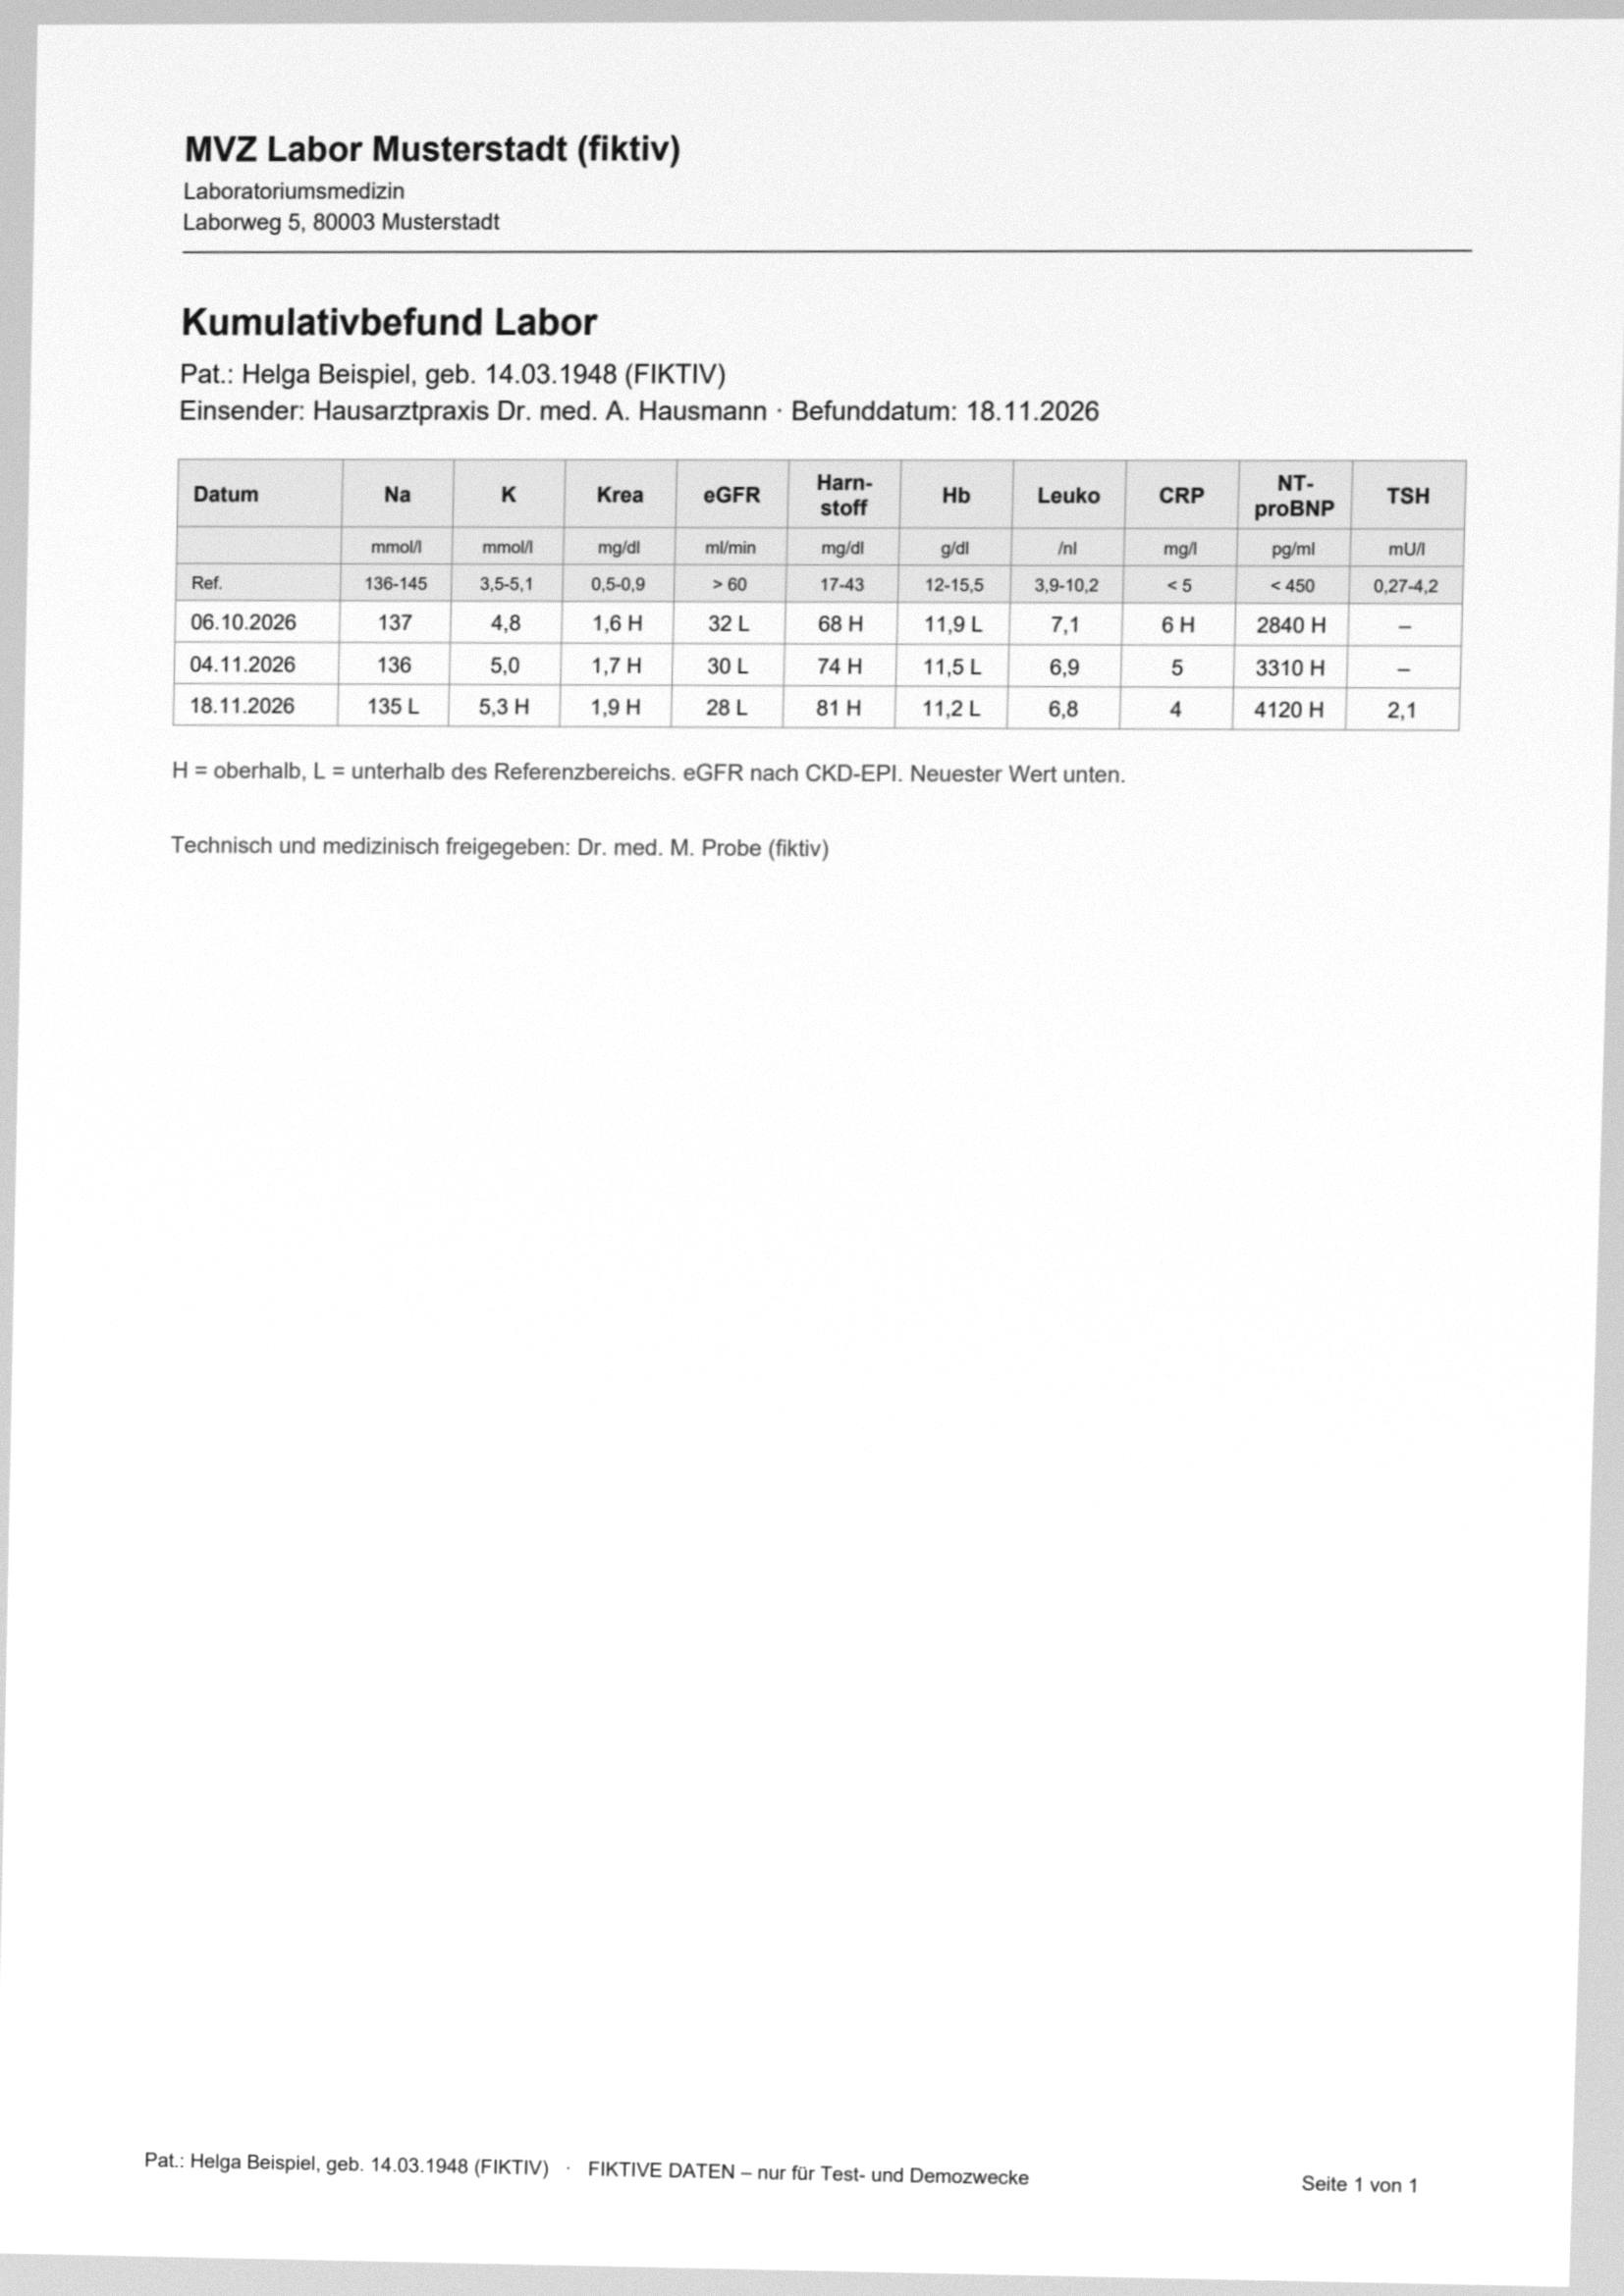 MVZ Labor Musterstadt (fiktiv)
Laboratoriumsmedizin
Laborweg 5, 80003 Musterstadt
Kumulativbefund Labor
Pat.: Helga Beispiel, geb. 14.03.1948 (FIKTIV)
Einsender: Hausarztpraxis Dr. med. A. Hausmann · Befunddatum: 18.11.2026
Datum Na K Krea eGFR Harn-stoff Hb Leuko CRP NT-proBNP TSH
mmol/l mmol/l mg/dl ml/min mg/dl g/dl /nl mg/l pg/ml mU/l
Ref. 136-145 3,5-5,1 0,5-0,9 > 60 17-43 12-15,5 3,9-10,2 < 5 < 450 0,27-4,2
06.10.2026 137 4,8 1,6 H 32 L 68 H 11,9 L 7,1 6 H 2840 H –
04.11.2026 136 5,0 1,7 H 30 L 74 H 11,5 L 6,9 5 3310 H –
18.11.2026 135 L 5,3 H 1,9 H 28 L 81 H 11,2 L 6,8 4 4120 H 2,1
H = oberhalb, L = unterhalb des Referenzbereichs. eGFR nach CKD-EPI. Neuester Wert unten.
Technisch und medizinisch freigegeben: Dr. med. M. Probe (fiktiv)
Pat.: Helga Beispiel, geb. 14.03.1948 (FIKTIV) · FIKTIVE DATEN – nur für Test- und Demozwecke Seite 1 von 1